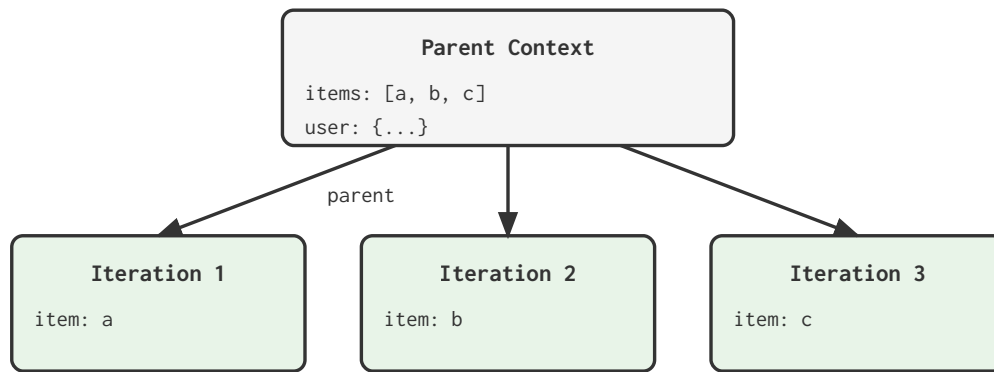 Parent Context
items: [a, b, c]
user: {...}
parent
Iteration 1
item: a
Iteration 2
item: b
Iteration 3
item: c